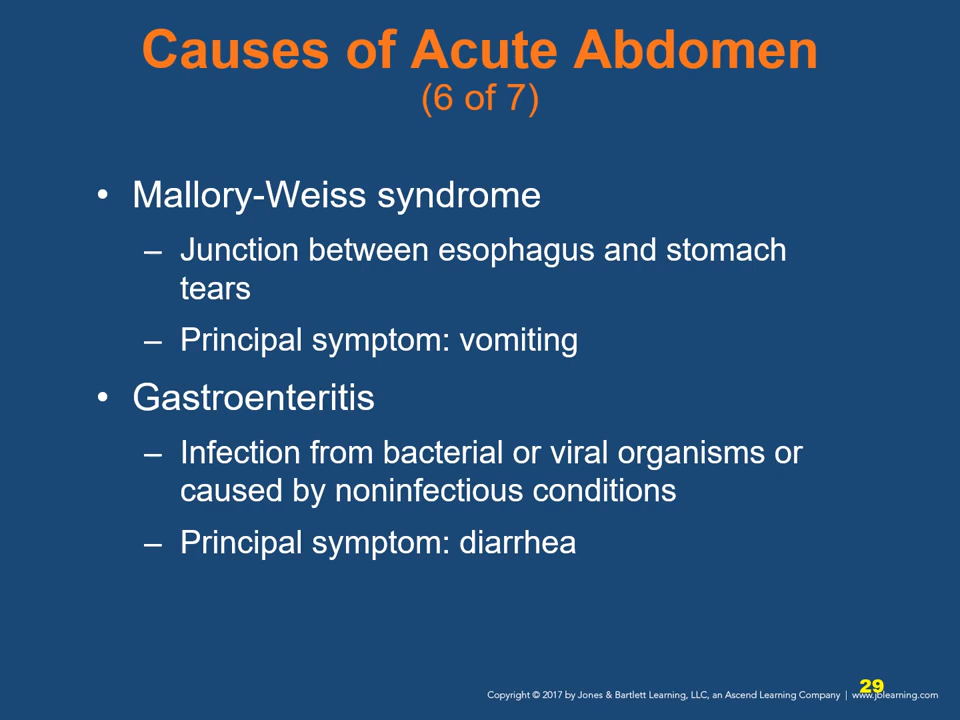 Causes of Acute Abdomen
(6 of 7)
• Mallory-Weiss syndrome
– Junction between esophagus and stomach
tears
– Principal symptom: vomiting
• Gastroenteritis
– Infection from bacterial or viral organisms or
caused by noninfectious conditions
– Principal symptom: diarrhea
29
Copyright © 2017 by Jones & Bartlett Learning, LLC, an Ascend Learning Company | www.jblearning.com